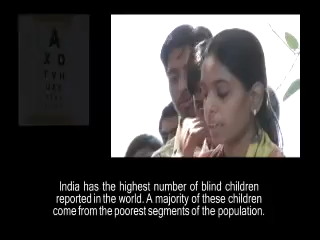 A
X D
T Y H
India has the highest number of blind children
reported in the world. A majority of these children
come from the poorest segments of the population.